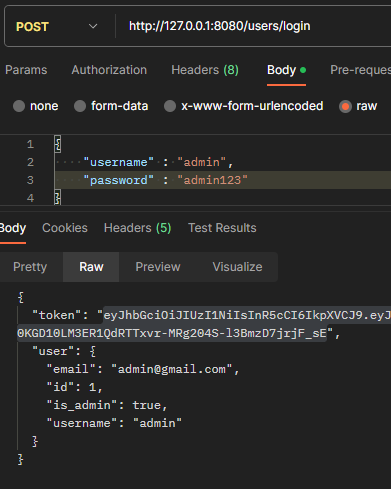 POST http://127.0.0.1:8080/users/login
Params Authorization Headers (8) Body Pre-reques
none form-data x-www-form-urlencoded raw
1 {
2 "username" : "admin",
3 "password" : "admin123"
4 }
Body Cookies Headers (5) Test Results
Pretty Raw Preview Visualize
{
"token": "eyJhbGciOiJIUzI1NiIsInR5cCI6IkpXVCJ9.eyJ
0KGD10LM3ER1QdRTTxvr-MRg204S-l3BmzD7jrjF_sE",
"user": {
"email": "admin@gmail.com",
"id": 1,
"is_admin": true,
"username": "admin"
}
}